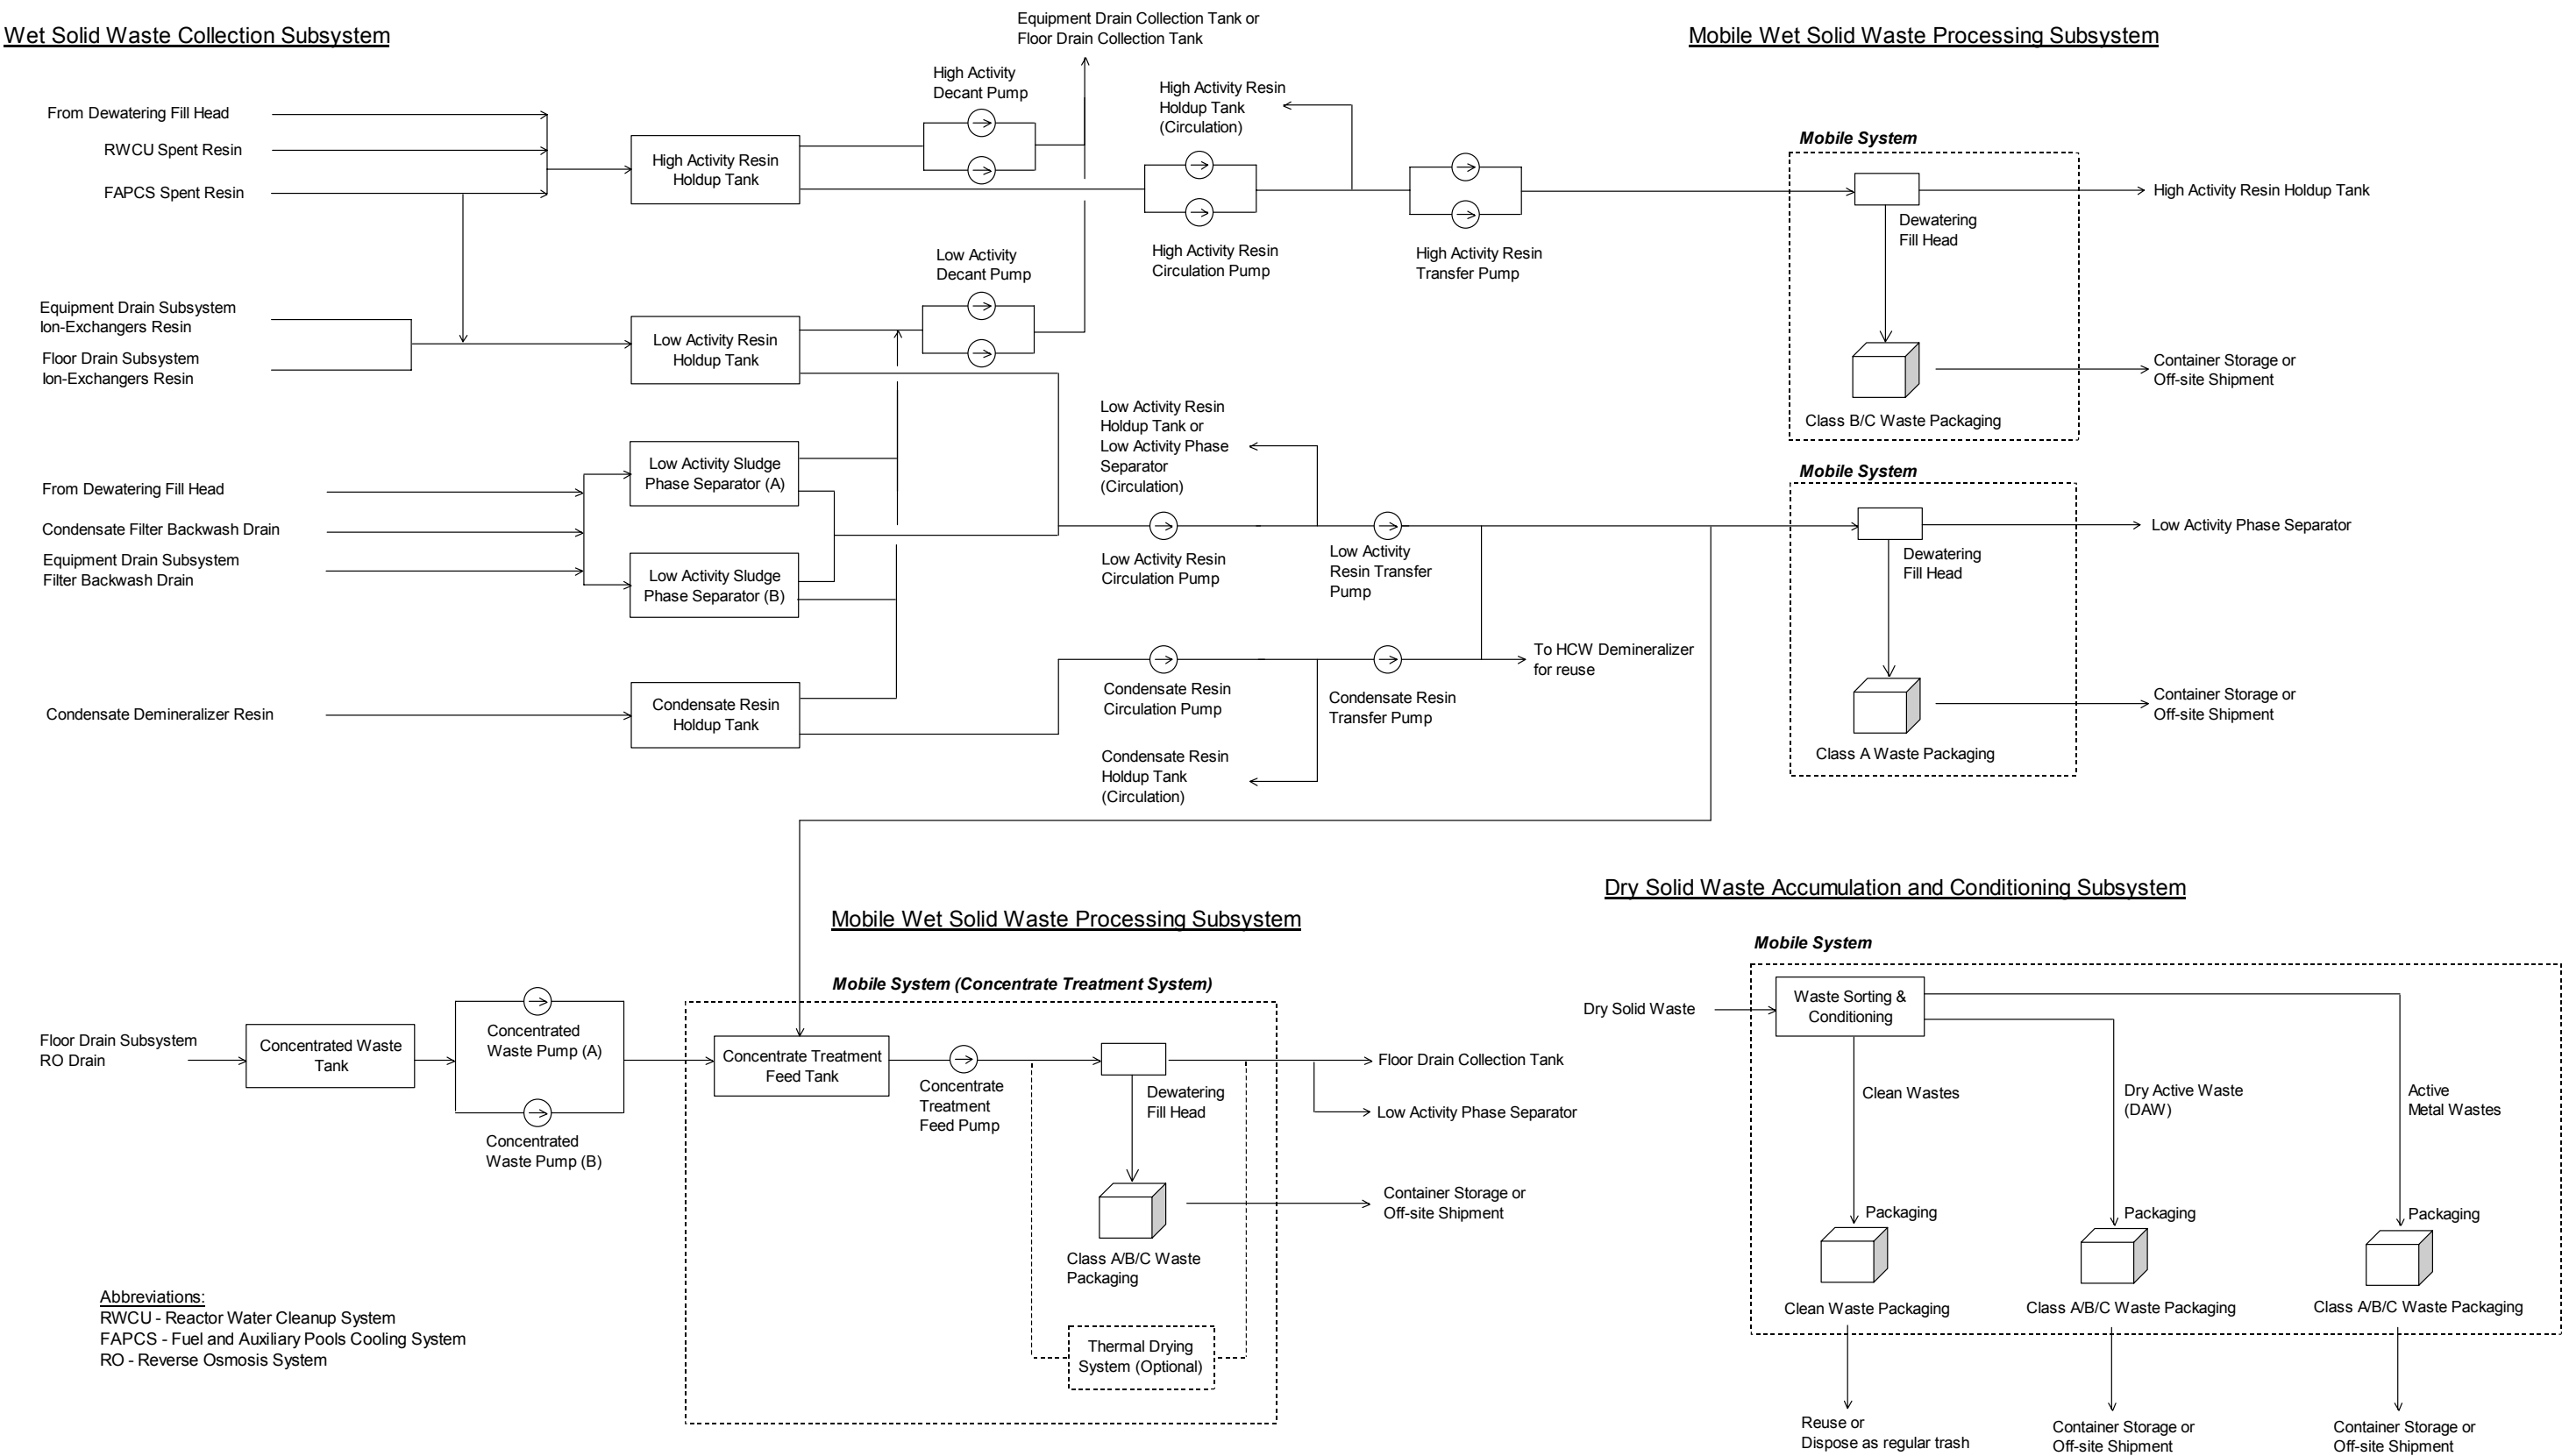 Wet Solid Waste Collection Subsystem
Equipment Drain Collection Tank or
Floor Drain Collection Tank
Mobile Wet Solid Waste Processing Subsystem
High Activity
Decant Pump
High Activity Resin
Holdup Tank
(Circulation)
From Dewatering Fill Head
RWCU Spent Resin
FAPCS Spent Resin
High Activity Resin
Holdup Tank
High Activity Resin
Circulation Pump
High Activity Resin
Transfer Pump
Mobile System
Dewatering
Fill Head
High Activity Resin Holdup Tank
Container Storage or
Off-site Shipment
Class B/C Waste Packaging
Low Activity
Decant Pump
Equipment Drain Subsystem
Ion-Exchangers Resin
Floor Drain Subsystem
Ion-Exchangers Resin
Low Activity Resin
Holdup Tank
Low Activity Resin
Holdup Tank or
Low Activity Phase
Separator
(Circulation)
From Dewatering Fill Head
Condensate Filter Backwash Drain
Equipment Drain Subsystem
Filter Backwash Drain
Low Activity Sludge
Phase Separator (A)
Low Activity Sludge
Phase Separator (B)
Low Activity Resin
Circulation Pump
Low Activity
Resin Transfer
Pump
Mobile System
Dewatering
Fill Head
Low Activity Phase Separator
Container Storage or
Off-site Shipment
Class A Waste Packaging
To HCW Demineralizer
for reuse
Condensate Demineralizer Resin
Condensate Resin
Holdup Tank
Condensate Resin
Circulation Pump
Condensate Resin
Transfer Pump
Condensate Resin
Holdup Tank
(Circulation)
Mobile Wet Solid Waste Processing Subsystem
Mobile System (Concentrate Treatment System)
Floor Drain Subsystem
RO Drain
Concentrated Waste
Tank
Concentrated
Waste Pump (A)
Concentrated
Waste Pump (B)
Concentrate Treatment
Feed Tank
Concentrate
Treatment
Feed Pump
Dewatering
Fill Head
Floor Drain Collection Tank
Low Activity Phase Separator
Container Storage or
Off-site Shipment
Class A/B/C Waste
Packaging
Thermal Drying
System (Optional)
Abbreviations:
RWCU - Reactor Water Cleanup System
FAPCS - Fuel and Auxiliary Pools Cooling System
RO - Reverse Osmosis System
Dry Solid Waste Accumulation and Conditioning Subsystem
Mobile System
Dry Solid Waste
Waste Sorting &
Conditioning
Clean Wastes
Dry Active Waste
(DAW)
Active
Metal Wastes
Packaging
Packaging
Packaging
Clean Waste Packaging
Class A/B/C Waste Packaging
Class A/B/C Waste Packaging
Reuse or
Dispose as regular trash
Container Storage or
Off-site Shipment
Container Storage or
Off-site Shipment